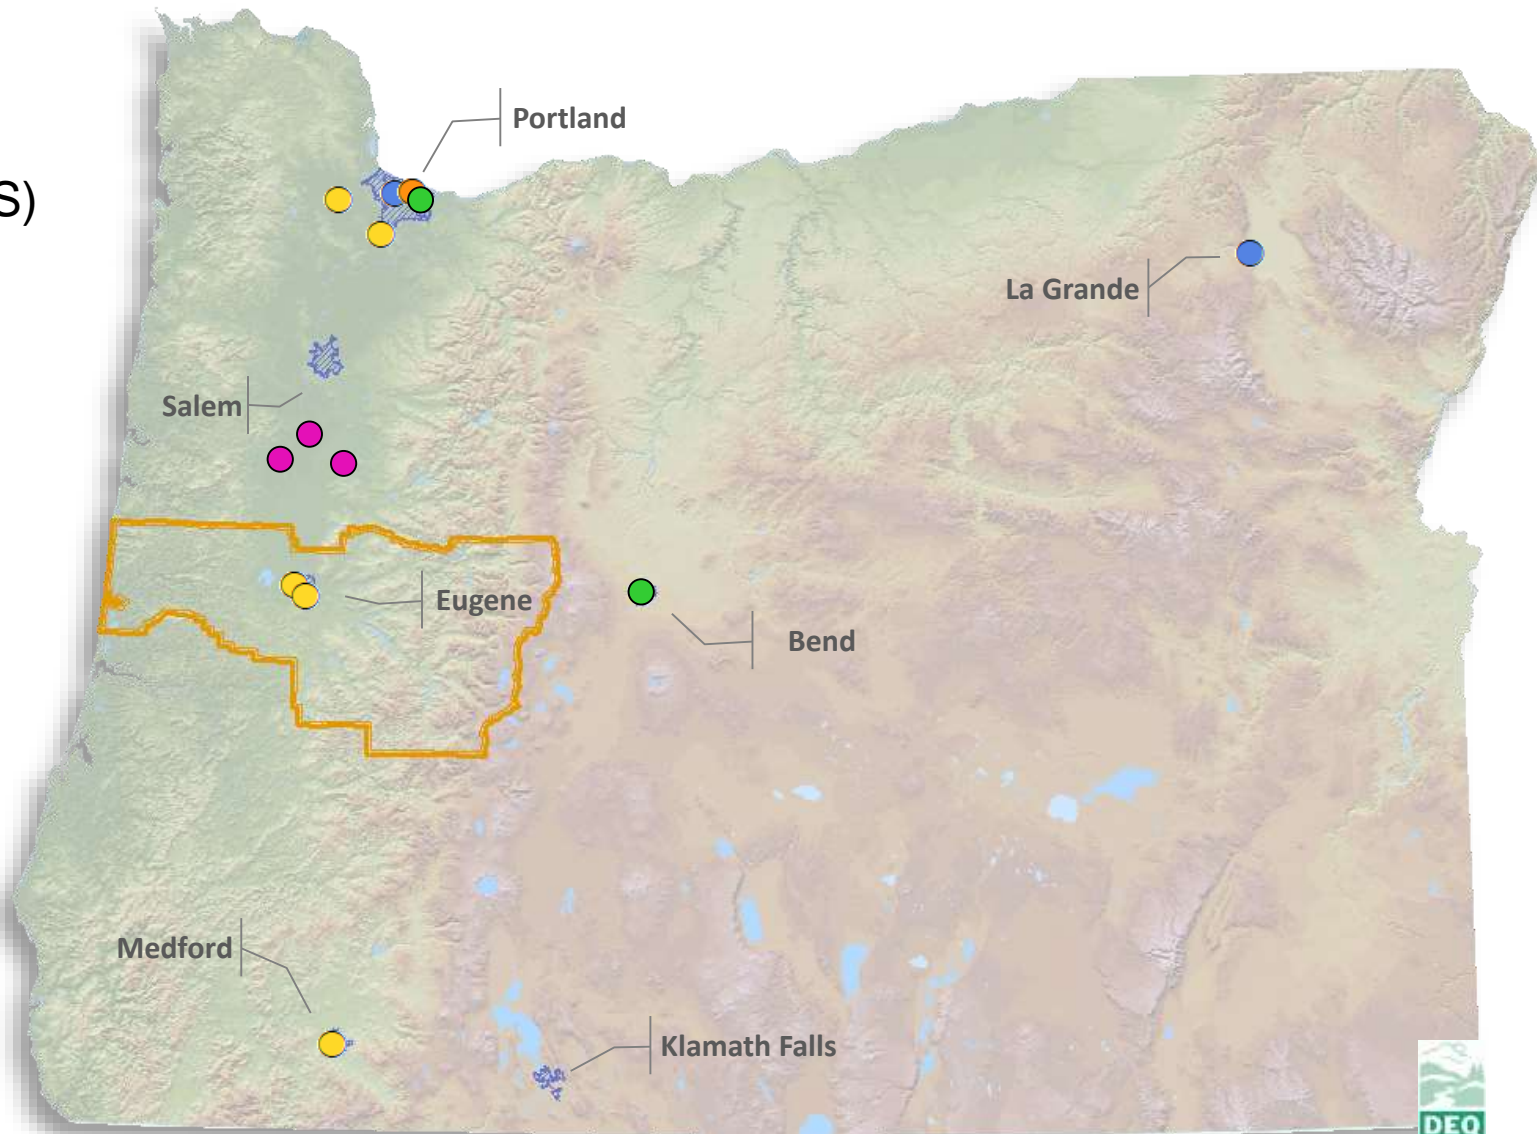 Portland
S)
La Grande
Salem
Eugene
Bend
Medford
Klamath Falls
DEQ